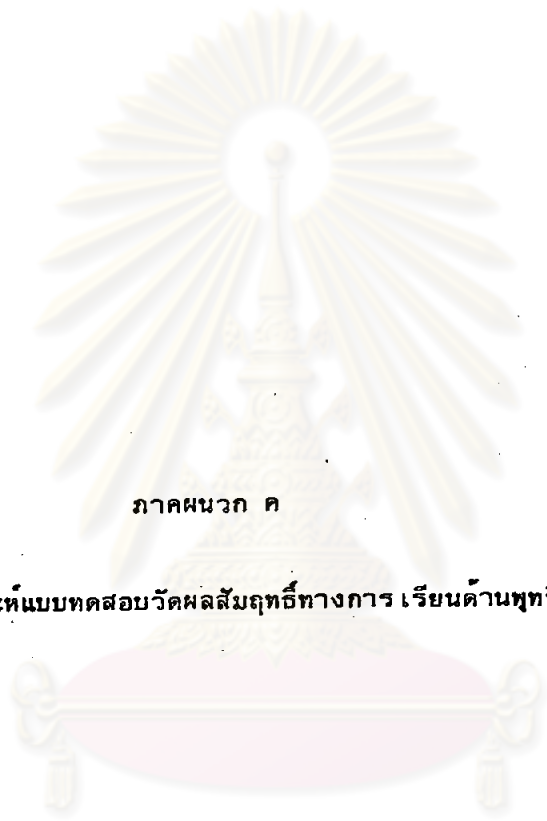 ภาคผนวก ค
ห์แบบทดสอบวัดผลสัมฤทธิ์ทางการเรียนด้านพุทธิ